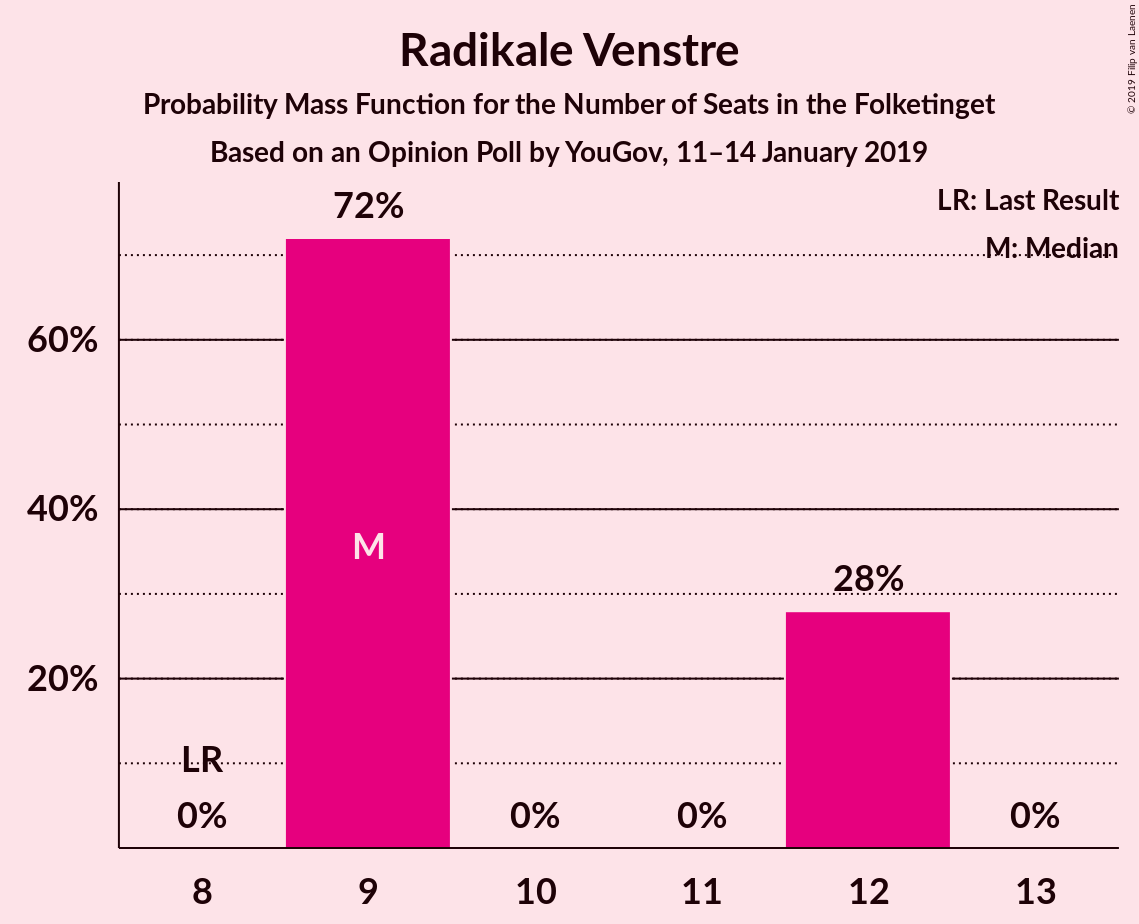 Radikale Venstre
Probability Mass Function for the Number of Seats in the Folketinget
Based on an Opinion Poll by YouGov, 11–14 January 2019
© 2019 Filip van Laenen
LR: Last Result
M: Median
72%
60%
40%
M
28%
20%
LR
0%
0%
0%
0%
8
9
10
11
12
13